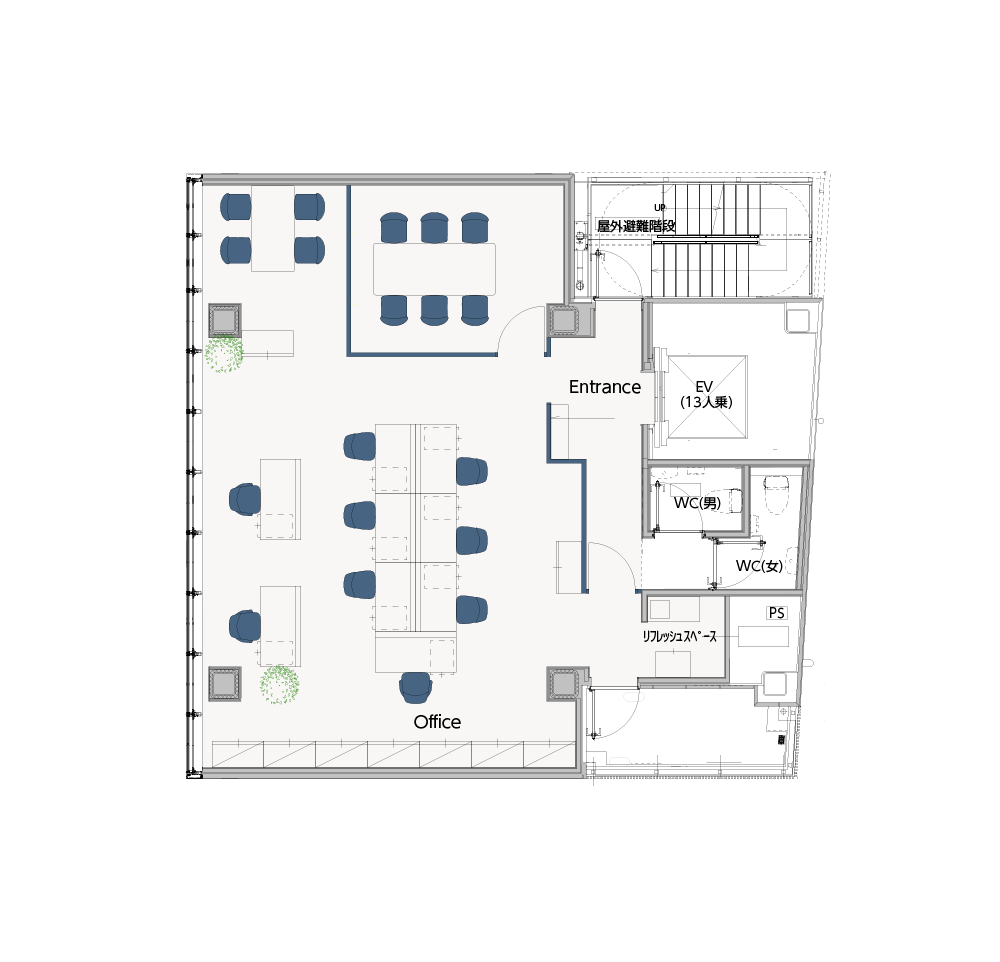 UP
屋外避難階段
Entrance
EV
(13人乗)
WC(男)
WC(女)
PS
リフレッシュスペース
Office